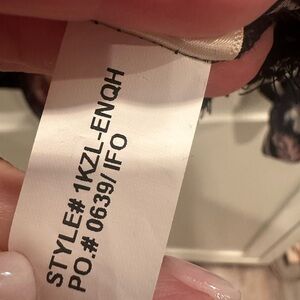 STYLE# 1KZL-ENQH
PO.# 0639/ IFO